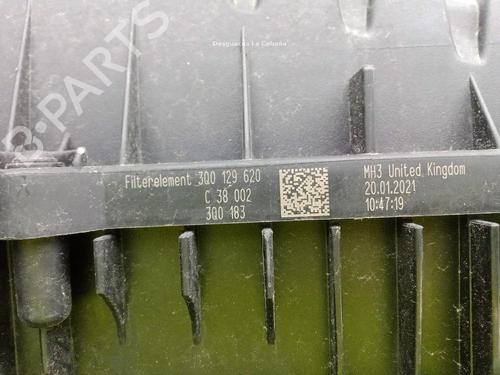 B-PARTS
Desguaces La Cabaña
Filterelement 3Q0 129 620
C 38 002
3Q0 183
MH3 United Kingdom
20.01.2021
10:47:19